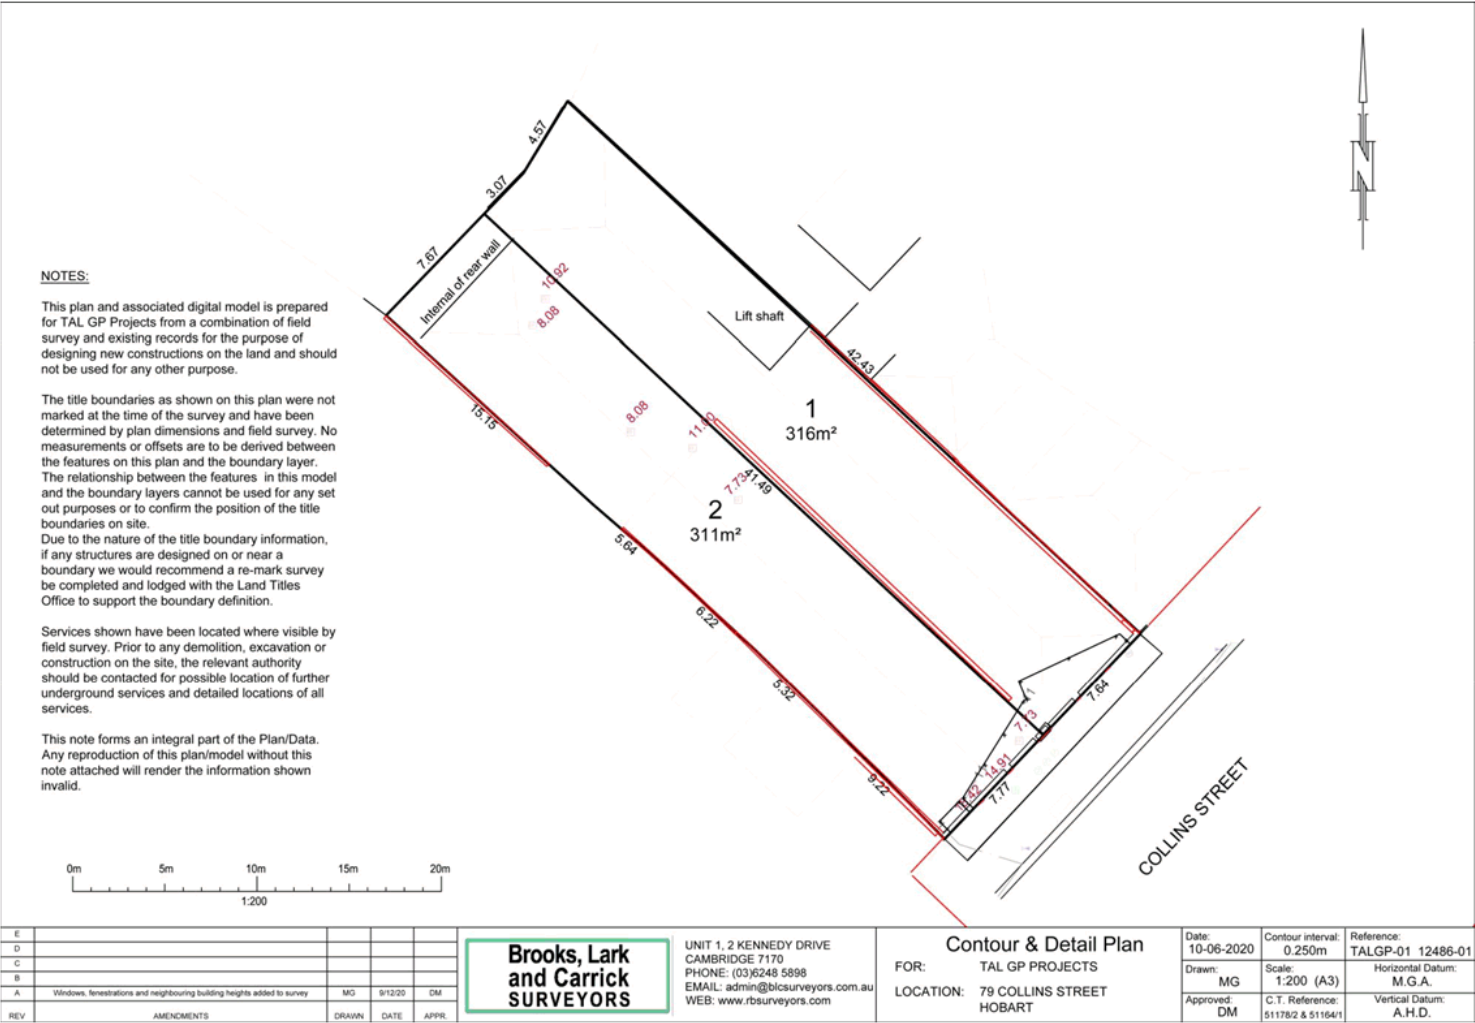 4.57
3.07
7.67
Internal of rear wall
10.92
8.08
Lift shaft
42.43
15.15
8.08
1
316m²
7.73
41.49
2
311m²
5.64
6.22
5.32
9.22
7.64
14.91
7.77
COLLINS STREET
N
NOTES:
This plan and associated digital model is prepared
for TAL GP Projects from a combination of field
survey and existing records for the purpose of
designing new constructions on the land and should
not be used for any other purpose.
The title boundaries as shown on this plan were not
marked at the time of the survey and have been
determined by plan dimensions and field survey. No
measurements or offsets are to be derived between
the features on this plan and the boundary layer.
The relationship between the features in this model
and the boundary layers cannot be used for any set
out purposes or to confirm the position of the title
boundaries on site.
Due to the nature of the title boundary information,
if any structures are designed on or near a
boundary we would recommend a re-mark survey
be completed and lodged with the Land Titles
Office to support the boundary definition.
Services shown have been located where visible by
field survey. Prior to any demolition, excavation or
construction on the site, the relevant authority
should be contacted for possible location of further
underground services and detailed locations of all
services.
This note forms an integral part of the Plan/Data.
Any reproduction of this plan/model without this
note attached will render the information shown
invalid.
0m 5m 10m 15m 20m
1:200
E
D
C
B
A Windows, fenestrations and neighbouring building heights added to survey MG 9/12/20 DM
REV AMENDMENTS DRAWN DATE APPR.
Brooks, Lark
and Carrick
SURVEYORS
UNIT 1, 2 KENNEDY DRIVE
CAMBRIDGE 7170
PHONE: (03)6248 5898
EMAIL: admin@blcsurveyors.com.au
WEB: www.rbsurveyors.com
Contour & Detail Plan
FOR: TAL GP PROJECTS
LOCATION: 79 COLLINS STREET
HOBART
Date:
10-06-2020
Contour interval:
0.250m
Reference:
TALGP-01 12486-01
Drawn:
MG
Scale:
1:200 (A3)
Horizontal Datum:
M.G.A.
Approved:
DM
C.T. Reference:
51178/2 & 51164/1
Vertical Datum:
A.H.D.